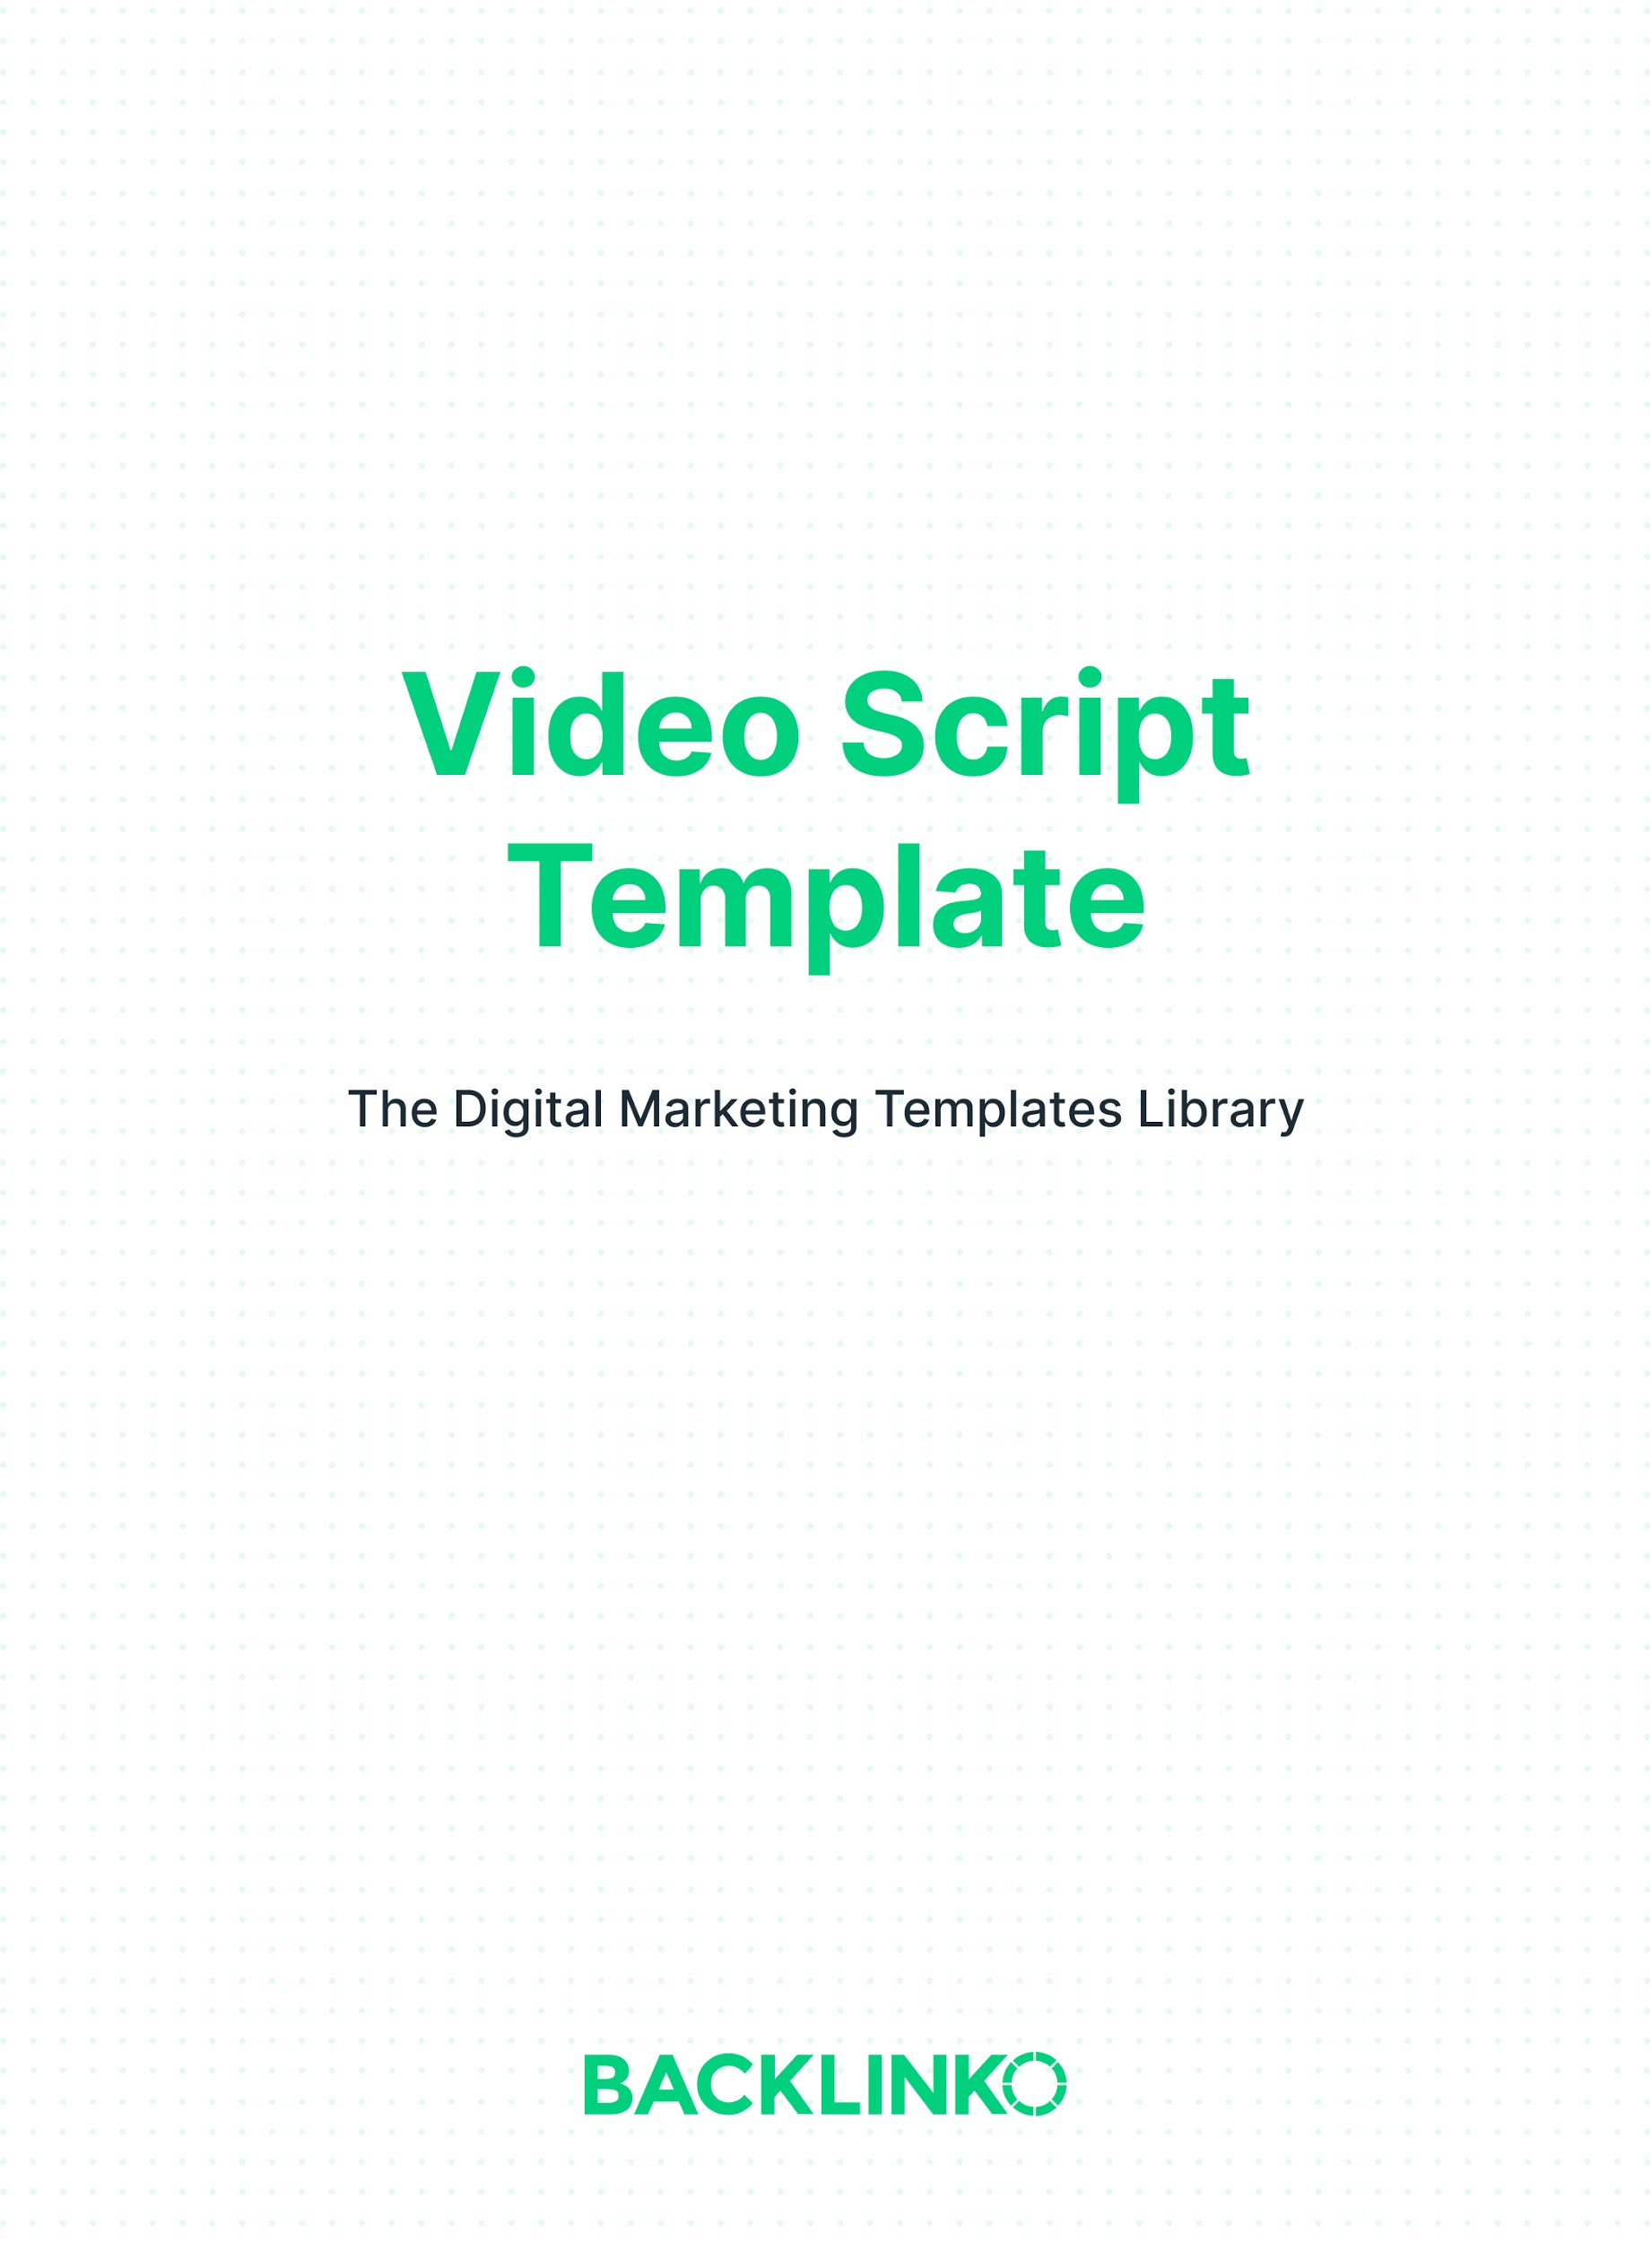 Video Script
Template
The Digital Marketing Templates Library
BACKLINKO